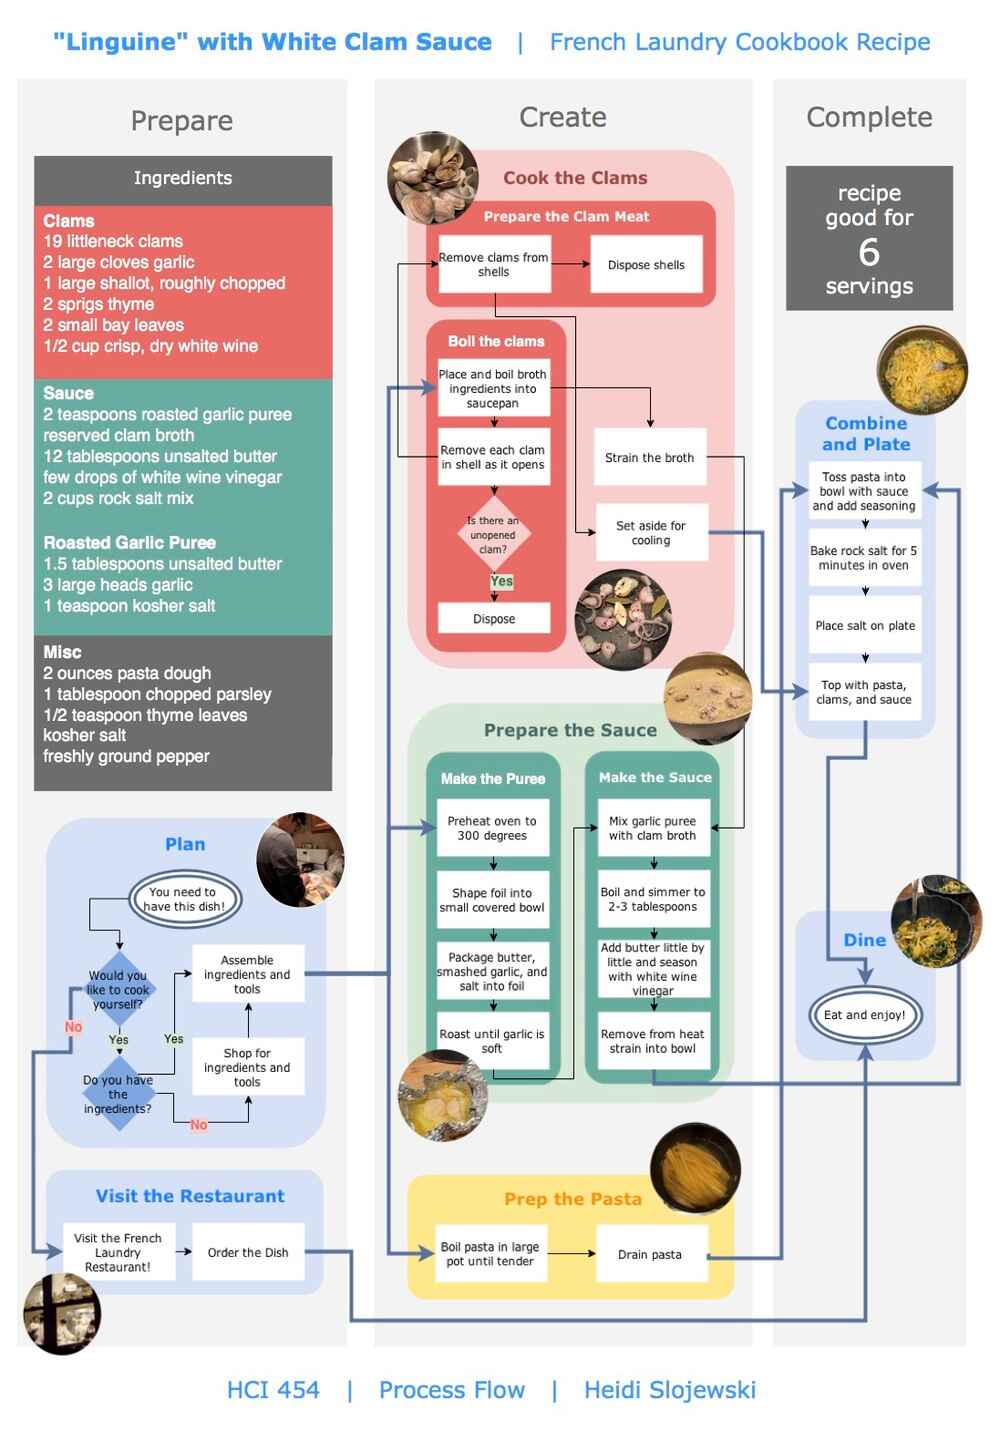 "Linguine" with White Clam Sauce | French Laundry Cookbook Recipe
Prepare
Ingredients
Clams
19 littleneck clams
2 large cloves garlic
1 large shallot, roughly chopped
2 sprigs thyme
2 small bay leaves
1/2 cup crisp, dry white wine
Sauce
2 teaspoons roasted garlic puree
reserved clam broth
12 tablespoons unsalted butter
few drops of white wine vinegar
2 cups rock salt mix
Roasted Garlic Puree
1.5 tablespoons unsalted butter
3 large heads garlic
1 teaspoon kosher salt
Misc
2 ounces pasta dough
1 tablespoon chopped parsley
1/2 teaspoon thyme leaves
kosher salt
freshly ground pepper
Plan
You need to
have this dish!
Would you
like to cook
yourself?
No
Yes
Do you have
the
ingredients?
Yes
No
Assemble
ingredients and
tools
Shop for
ingredients and
tools
Visit the Restaurant
Visit the French
Laundry
Restaurant!
Order the Dish
Create
Cook the Clams
Prepare the Clam Meat
Remove clams from
shells
Dispose shells
Boil the clams
Place and boil broth
ingredients into
saucepan
Remove each clam
in shell as it opens
Is there an
unopened
clam?
Yes
Dispose
Strain the broth
Set aside for
cooling
Prepare the Sauce
Make the Puree
Preheat oven to
300 degrees
Shape foil into
small covered bowl
Package butter,
smashed garlic, and
salt into foil
Roast until garlic is
soft
Make the Sauce
Mix garlic puree
with clam broth
Boil and simmer to
2-3 tablespoons
Add butter little by
little and season
with white wine
vinegar
Remove from heat
strain into bowl
Prep the Pasta
Boil pasta in large
pot until tender
Drain pasta
Complete
recipe
good for
6
servings
Combine
and Plate
Toss pasta into
bowl with sauce
and add seasoning
Bake rock salt for 5
minutes in oven
Place salt on plate
Top with pasta,
clams, and sauce
Dine
Eat and enjoy!
HCI 454 | Process Flow | Heidi Slojewski